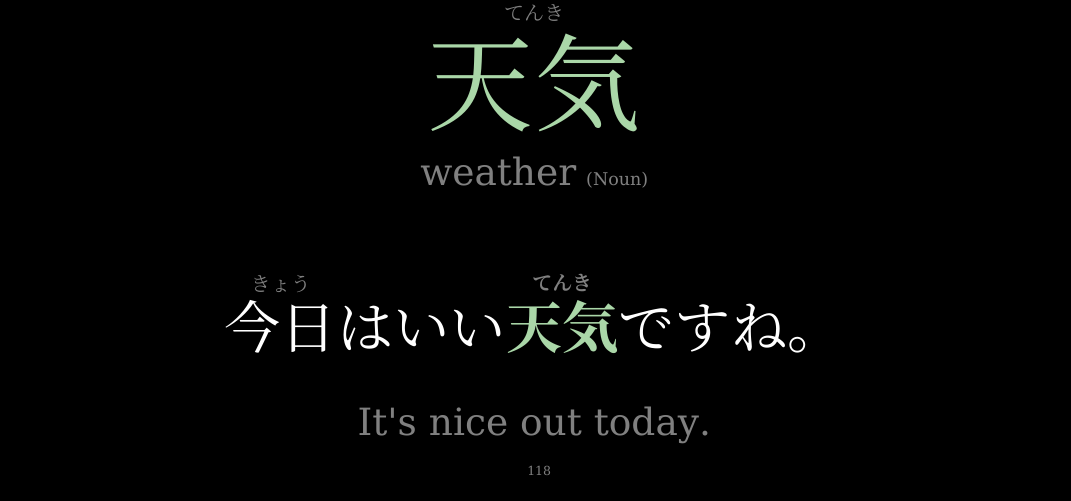 てんき
天気
weather (Noun)
きょう てんき
今日はいい天気ですね。
It's nice out today.
118